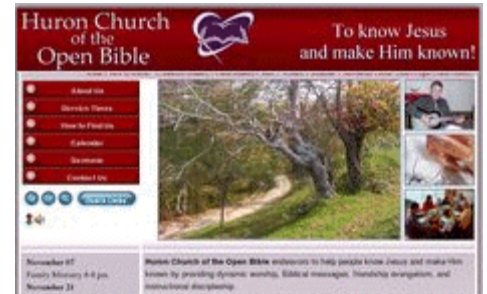 Huron Church
of the
Open Bible
To know Jesus
and make Him known!
About Us
Service Times
How to Find Us
Calendar
Sermons
Contact Us
November 07
Family Ministry 4-6 pm
November 21
Huron Church of the Open Bible endeavors to help people know Jesus and make Him
known by providing dynamic worship, Biblical messages, friendship evangelism, and
instructional discipleship.